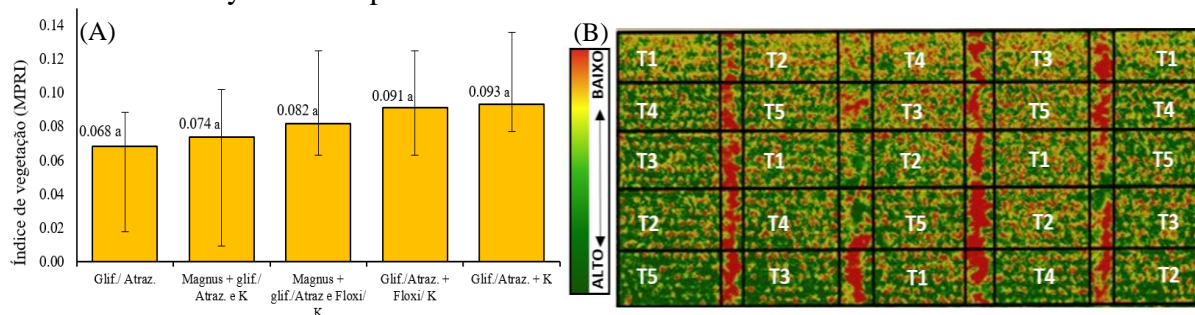 (A)
Índice de vegetação (MPRI)
0.14
0.12
0.10
0.08
0.06
0.04
0.02
0.00
0.068 a
0.074 a
0.082 a
0.091 a
0.093 a
Glif./ Atraz.
Magnus + glif./
Atraz. e K
Magnus +
glif./Atraz e Floxi/
K
Glif./Atraz. +
Floxi/ K
Glif./Atraz. + K
(B)
BAIXO
ALTO
T1 T2 T4 T3 T1
T4 T5 T3 T5 T4
T3 T1 T2 T1 T5
T2 T4 T5 T2 T3
T5 T3 T1 T4 T2